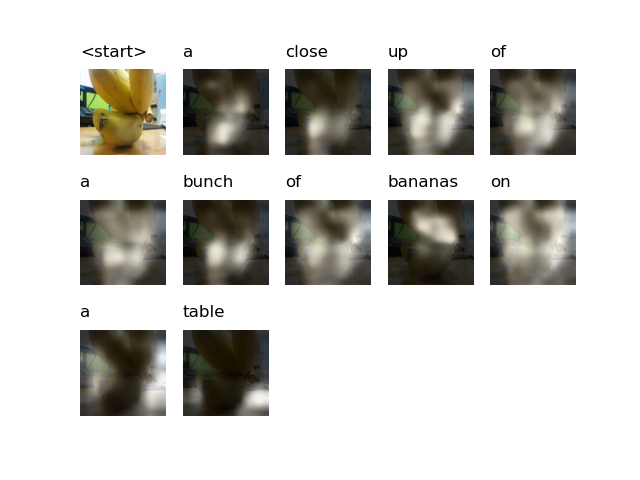 <start> a close up of
a bunch of bananas on
a table